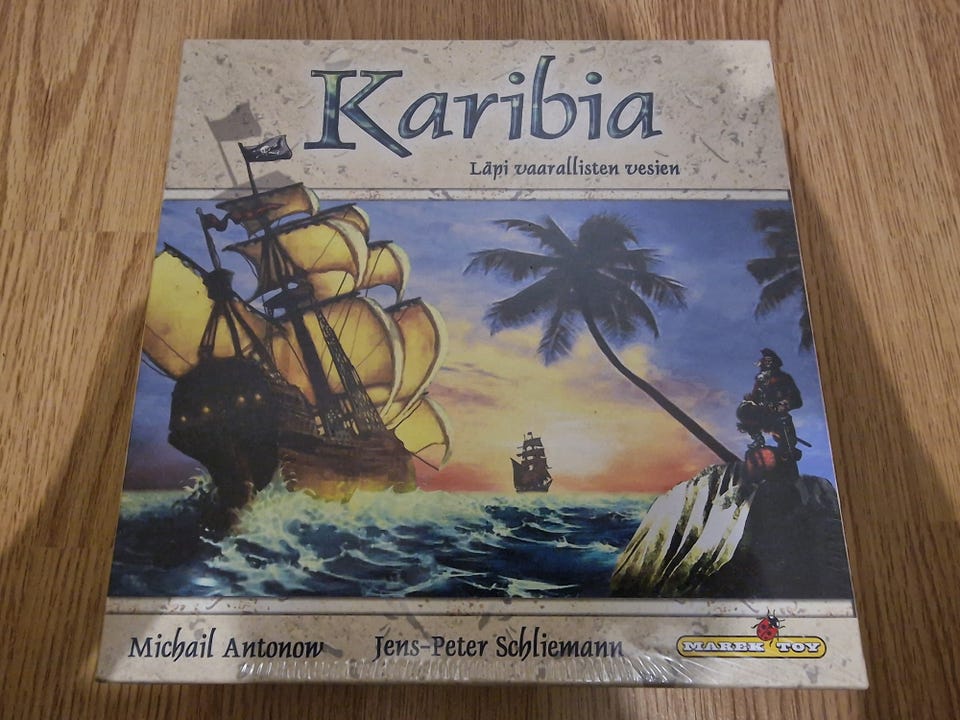 Karibia
Läpi vaarallisten vesien
Michail Antonow Jens-Peter Schliemann
MAREK TOY